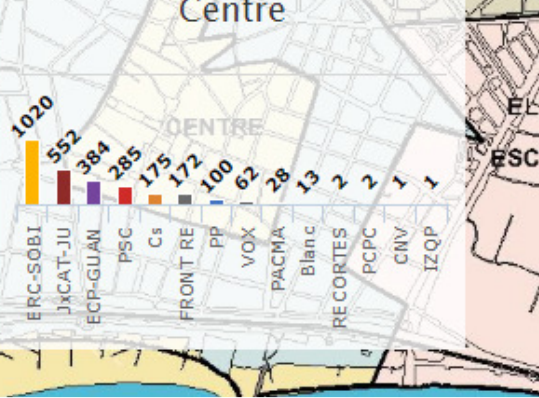 Centre
CENTRE
EL
ESC
1020
552
384
285
175
172
100
62
28
13
2
2
1
1
ERC-SOBI
JxCAT-JU
ECP-GUAN
PSC
Cs
FRONT RE
PP
VOX
PACMA
Blanc
RECORTES
PCPC
CNV
IZQP